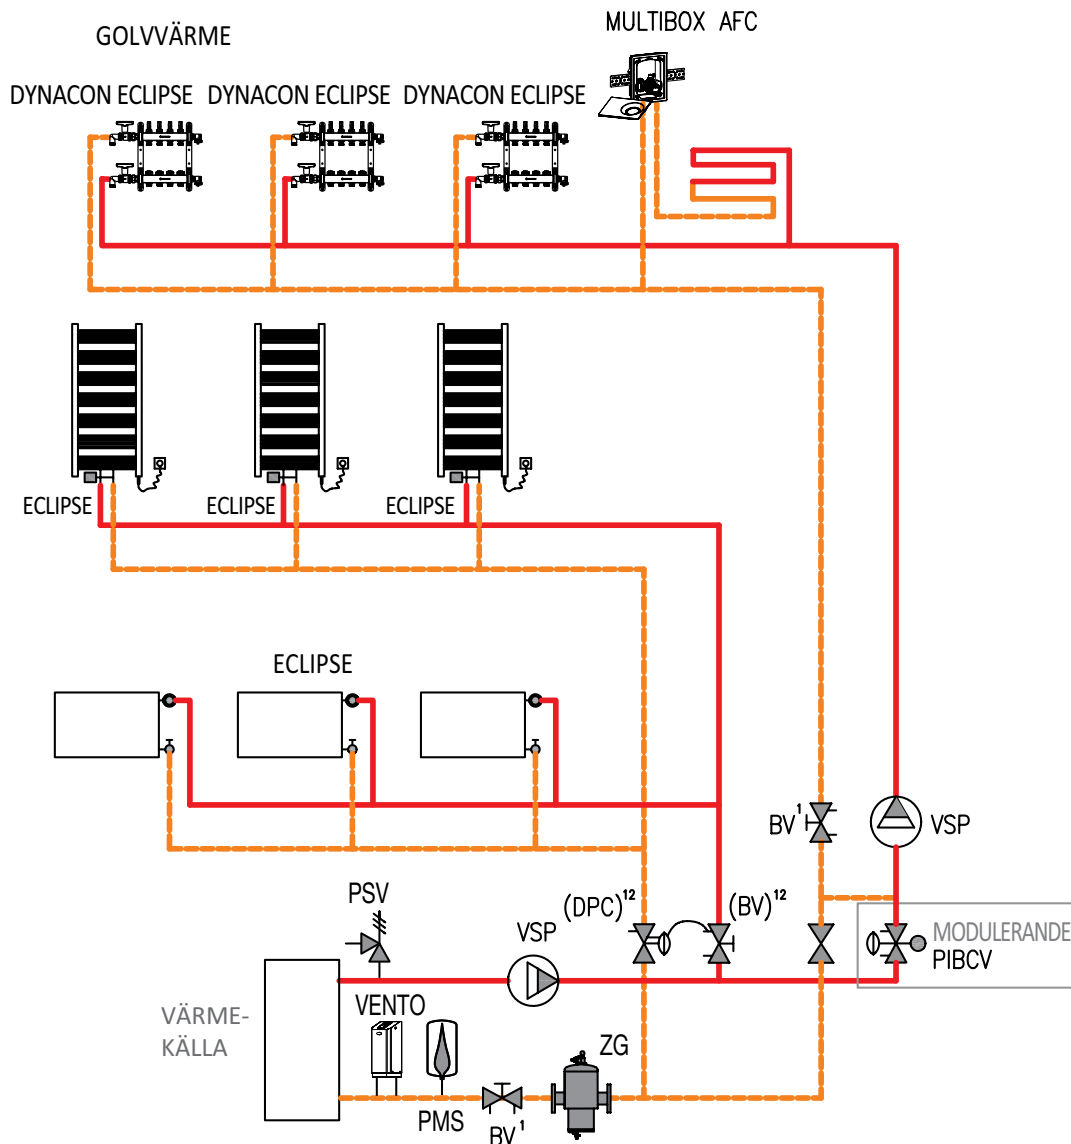 MULTIBOX AFC
GOLVVÄRME
DYNACON ECLIPSE DYNACON ECLIPSE DYNACON ECLIPSE
ECLIPSE ECLIPSE ECLIPSE
ECLIPSE
BV¹ VSP
PSV (DPC)¹² (BV)¹²
VSP
MODULERANDE
PIBCV
VENTO
VÄRME-
KÄLLA
ZG
PMS
BV¹